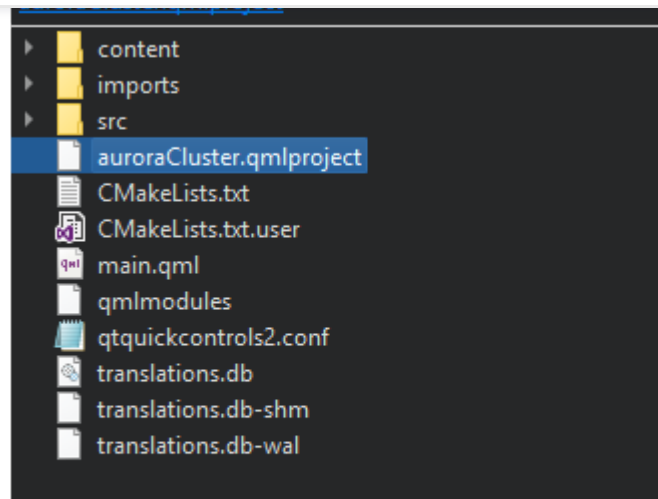 content
imports
src
auroraCluster.qmlproject
CMakeLists.txt
CMakeLists.txt.user
qml main.qml
qmlmodules
qtquickcontrols2.conf
translations.db
translations.db-shm
translations.db-wal